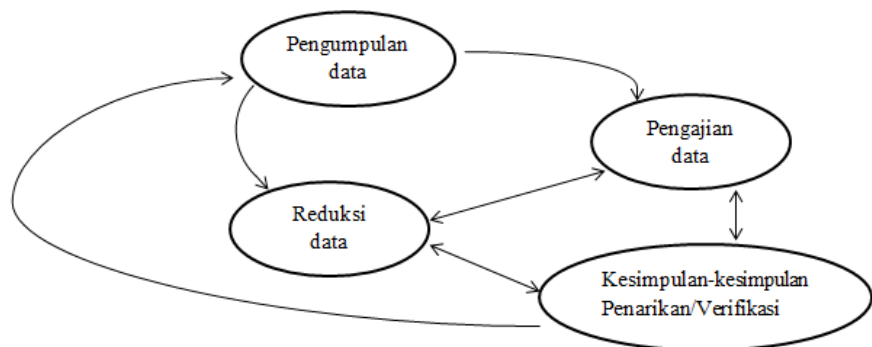 Pengumpulan
data
Pengajian
data
Reduksi
data
Kesimpulan-kesimpulan
Penarikan/Verifikasi